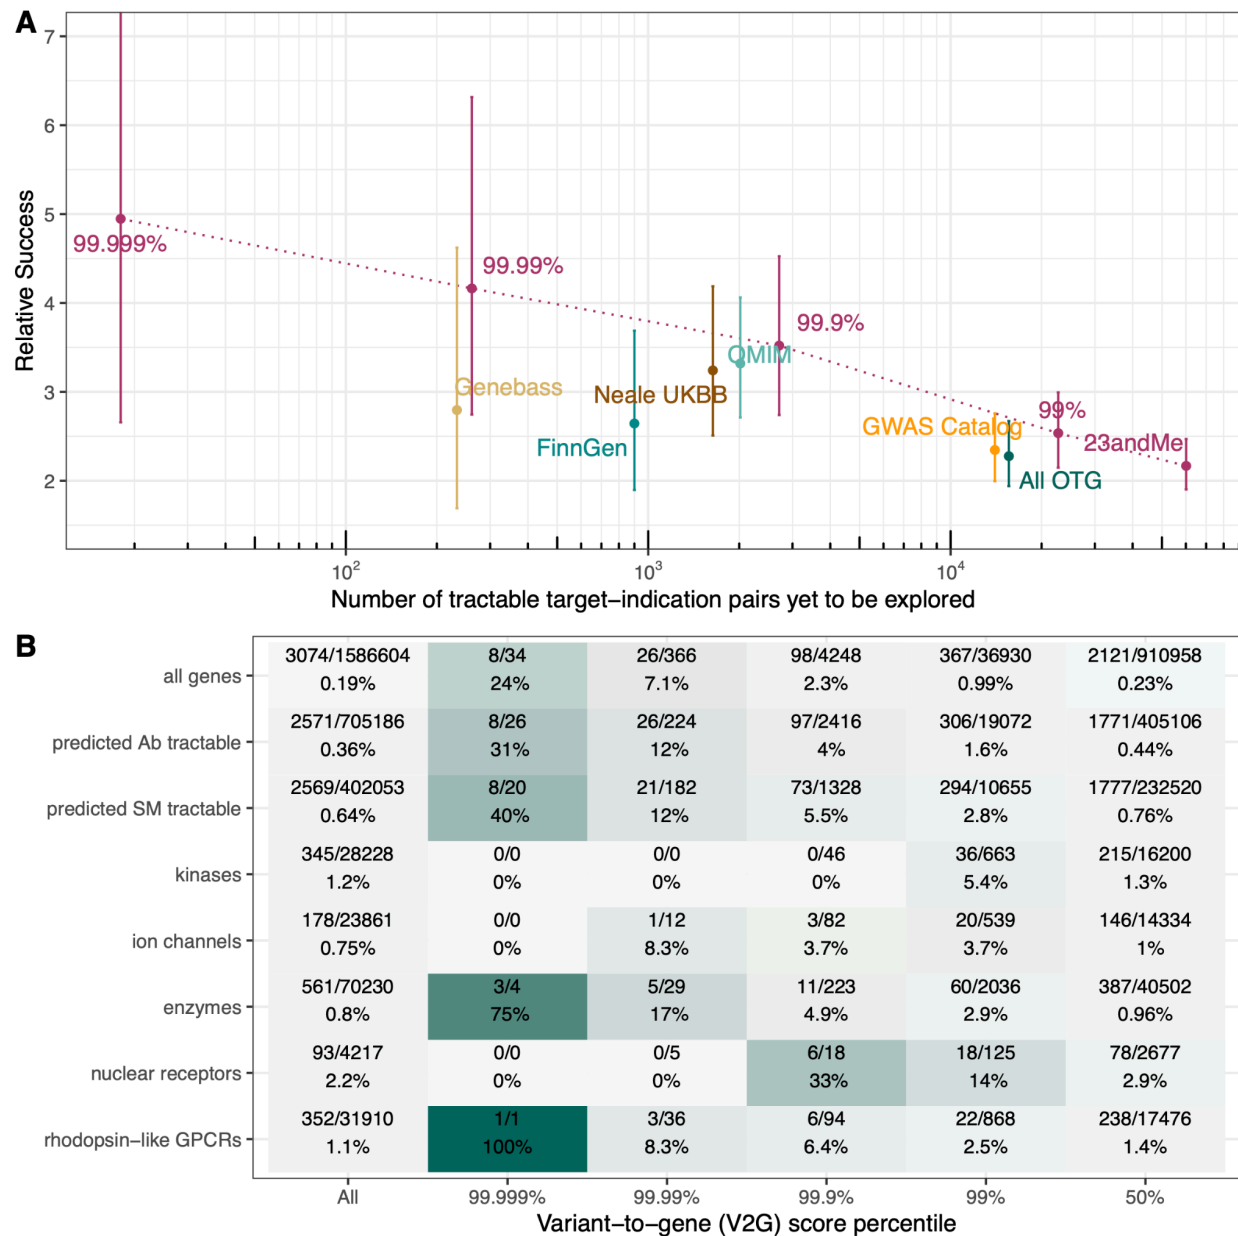 A
7
6
5
4
3
2
Relative Success
99.999%
99.99%
99.9%
OMIM
Genebass
Neale UKBB
99%
GWAS Catalog
23andMe
FinnGen
All OTG
10² 10³ 10⁴
Number of tractable target−indication pairs yet to be explored
B
all genes
3074/1586604 8/34 26/366 98/4248 367/36930 2121/910958
0.19% 24% 7.1% 2.3% 0.99% 0.23%
predicted Ab tractable
2571/705186 8/26 26/224 97/2416 306/19072 1771/405106
0.36% 31% 12% 4% 1.6% 0.44%
predicted SM tractable
2569/402053 8/20 21/182 73/1328 294/10655 1777/232520
0.64% 40% 12% 5.5% 2.8% 0.76%
kinases
345/28228 0/0 0/0 0/46 36/663 215/16200
1.2% 0% 0% 0% 5.4% 1.3%
ion channels
178/23861 0/0 1/12 3/82 20/539 146/14334
0.75% 0% 8.3% 3.7% 3.7% 1%
enzymes
561/70230 3/4 5/29 11/223 60/2036 387/40502
0.8% 75% 17% 4.9% 2.9% 0.96%
nuclear receptors
93/4217 0/0 0/5 6/18 18/125 78/2677
2.2% 0% 0% 33% 14% 2.9%
rhodopsin−like GPCRs
352/31910 1/1 3/36 6/94 22/868 238/17476
1.1% 100% 8.3% 6.4% 2.5% 1.4%
All 99.999% 99.99% 99.9% 99% 50%
Variant−to−gene (V2G) score percentile